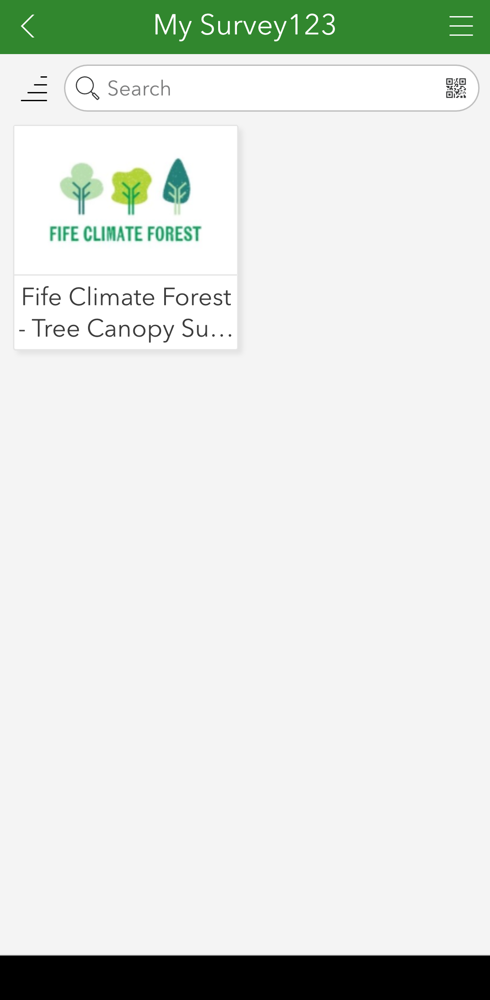 My Survey123
Search
FIFE CLIMATE FOREST
Fife Climate Forest
- Tree Canopy Su...